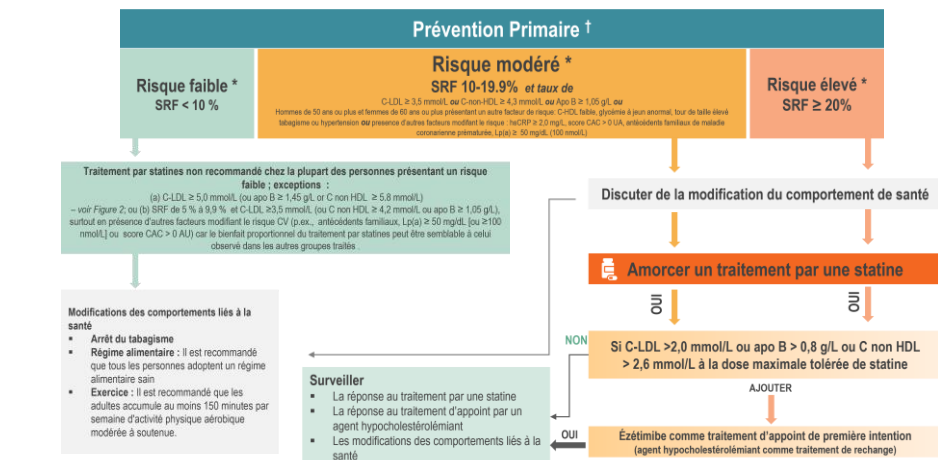 Prévention Primaire †
Risque faible *
SRF < 10 %
Risque modéré *
SRF 10-19.9% et taux de
C-LDL ≥ 3,5 mmol/L ou C-non-HDL ≥ 4,3 mmol/L ou Apo B ≥ 1,05 g/L ou
Hommes de 50 ans ou plus et femmes de 60 ans ou plus présentant un autre facteur de risque: C-HDL faible, glycémie à jeun anormal, tour de taille élevé
tabagisme ou hypertension ou presence d'autres facteurs modifant le risque : hsCRP ≥ 2,0 mg/L, score CAC > 0 UA, antécédents familiaux de maladie
coronarienne prématurée, Lp(a) ≥ 50 mg/dL (100 nmol/L)
Risque élevé *
SRF ≥ 20%
Traitement par statines non recommandé chez la plupart des personnes présentant un risque
faible ; exceptions :
(a) C-LDL ≥ 5,0 mmol/L (ou apo B ≥ 1,45 g/L or C non HDL ≥ 5.8 mmol/L)
– voir Figure 2; ou (b) SRF de 5 % à 9,9 % et C-LDL ≥3,5 mmol/L (ou C non HDL ≥ 4,2 mmol/L ou apo B ≥ 1,05 g/L),
surtout en présence d'autres facteurs modifiant le risque CV (p.ex., antécédents familiaux, Lp(a) ≥ 50 mg/dL [ou ≥100
nmol/L] ou score CAC > 0 AU) car le bienfait proportionnel du traitement par statines peut être semblable à celui
observé dans les autres groupes traités .
Discuter de la modification du comportement de santé
Amorcer un traitement par une statine
OUI
OUI
Modifications des comportements liés à la
santé
▪ Arrêt du tabagisme
▪ Régime alimentaire : Il est recommandé
que tous les personnes adoptent un régime
alimentaire sain
▪ Exercice : Il est recommandé que les
adultes accumule au moins 150 minutes par
semaine d'activité physique aérobique
modérée à soutenue.
NON
Si C-LDL >2,0 mmol/L ou apo B > 0,8 g/L ou C non HDL
> 2,6 mmol/L à la dose maximale tolérée de statine
AJOUTER
Surveiller
▪ La réponse au traitement par une statine
▪ La réponse au traitement d'appoint par un
agent hypocholestérolémiant
▪ Les modifications des comportements liés à la
santé
OUI
Ézétimibe comme traitement d'appoint de première intention
(agent hypocholestérolémiant comme traitement de rechange)